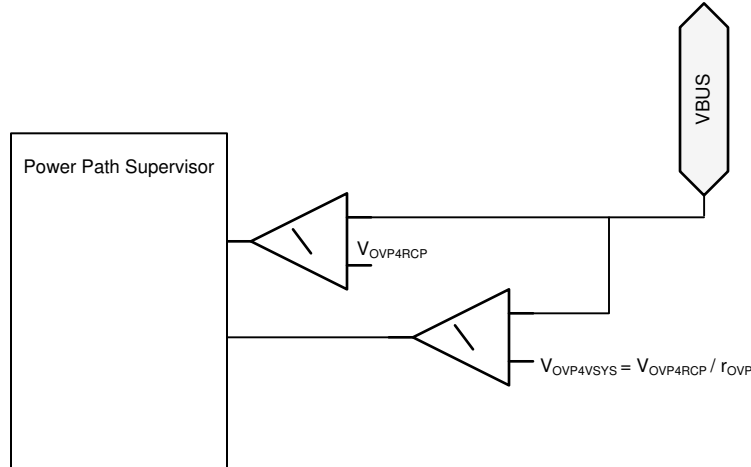 VBUS
Power Path Supervisor
VOVP4RCP
VOVP4VSYS = VOVP4RCP / rOVP